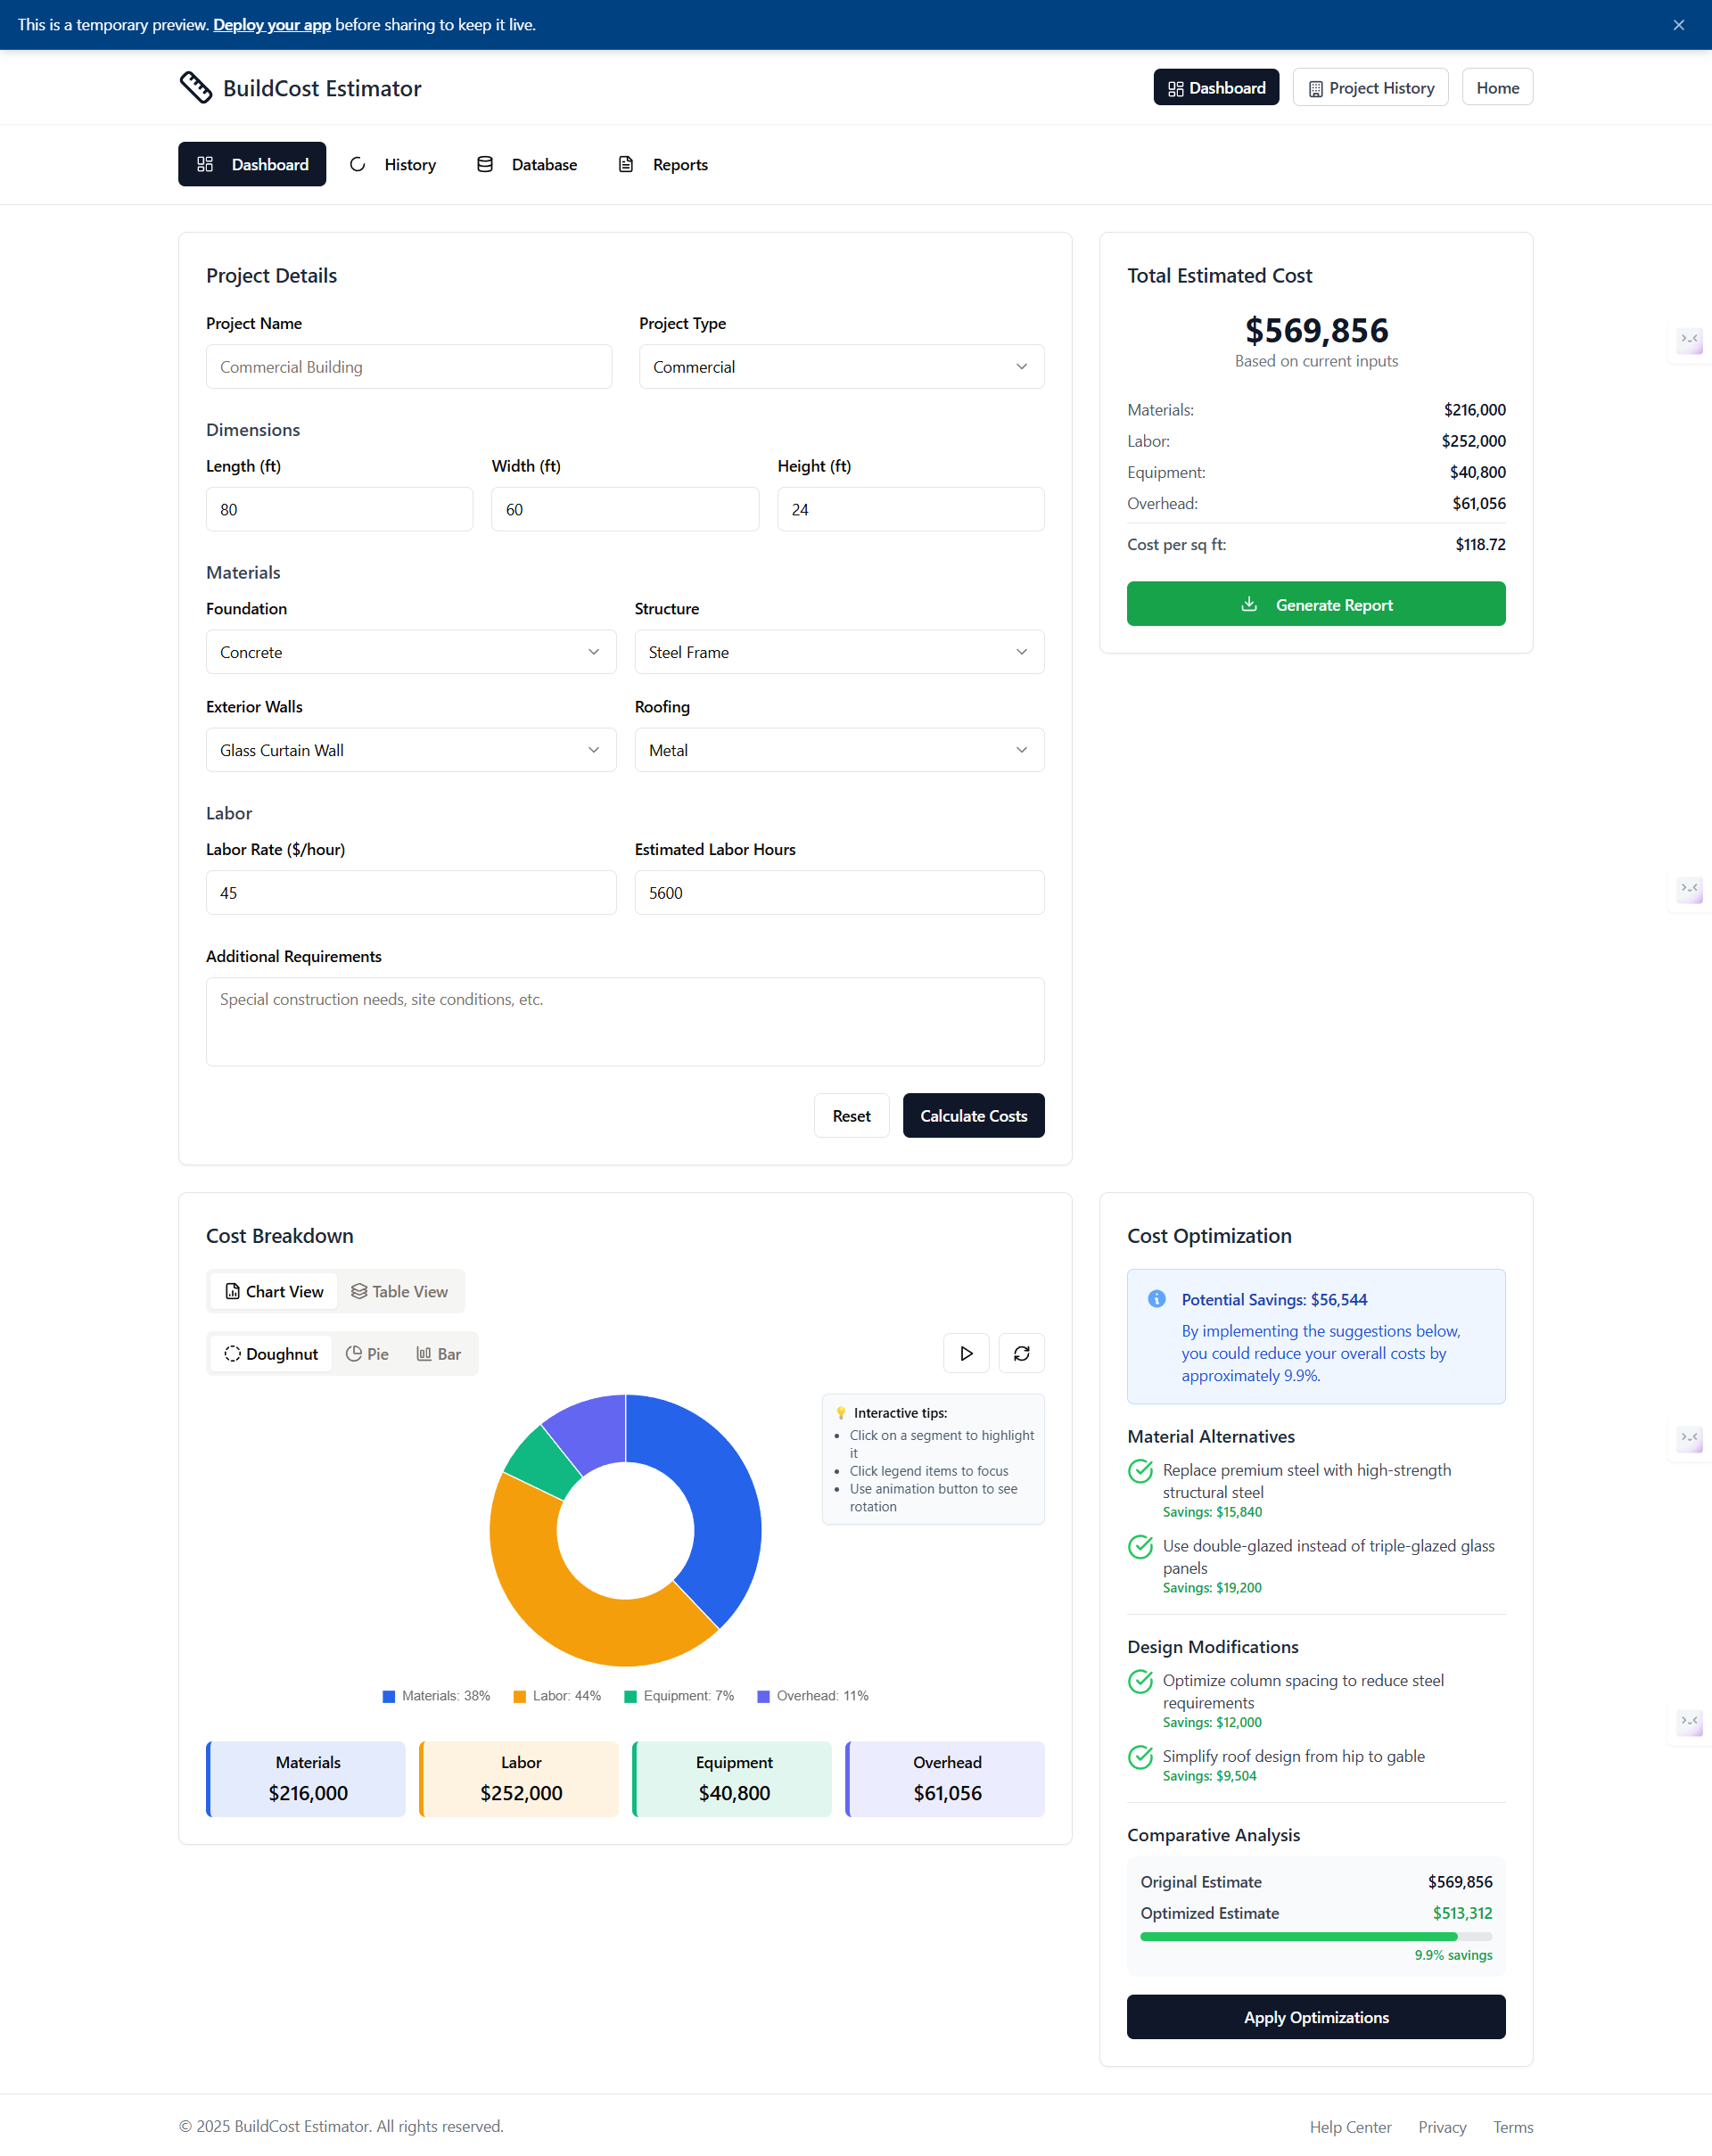 This is a temporary preview. Deploy your app before sharing to keep it live.
BuildCost Estimator
Dashboard
Project History
Home
Dashboard
History
Database
Reports
Project Details
Project Name
Project Type
Commercial Building
Commercial
Dimensions
Length (ft)
Width (ft)
Height (ft)
80
60
24
Materials
Foundation
Structure
Concrete
Steel Frame
Exterior Walls
Roofing
Glass Curtain Wall
Metal
Labor
Labor Rate ($/hour)
Estimated Labor Hours
45
5600
Additional Requirements
Special construction needs, site conditions, etc.
Reset
Calculate Costs
Total Estimated Cost
$569,856
Based on current inputs
Materials: $216,000
Labor: $252,000
Equipment: $40,800
Overhead: $61,056
Cost per sq ft: $118.72
Generate Report
Cost Breakdown
Chart View
Table View
Doughnut
Pie
Bar
Interactive tips:
• Click on a segment to highlight
it
• Click legend items to focus
• Use animation button to see
rotation
Materials: 38%
Labor: 44%
Equipment: 7%
Overhead: 11%
Materials
$216,000
Labor
$252,000
Equipment
$40,800
Overhead
$61,056
Cost Optimization
Potential Savings: $56,544
By implementing the suggestions below,
you could reduce your overall costs by
approximately 9.9%.
Material Alternatives
Replace premium steel with high-strength
structural steel
Savings: $15,840
Use double-glazed instead of triple-glazed glass
panels
Savings: $19,200
Design Modifications
Optimize column spacing to reduce steel
requirements
Savings: $12,000
Simplify roof design from hip to gable
Savings: $9,504
Comparative Analysis
Original Estimate $569,856
Optimized Estimate $513,312
9.9% savings
Apply Optimizations
© 2025 BuildCost Estimator. All rights reserved.
Help Center
Privacy
Terms